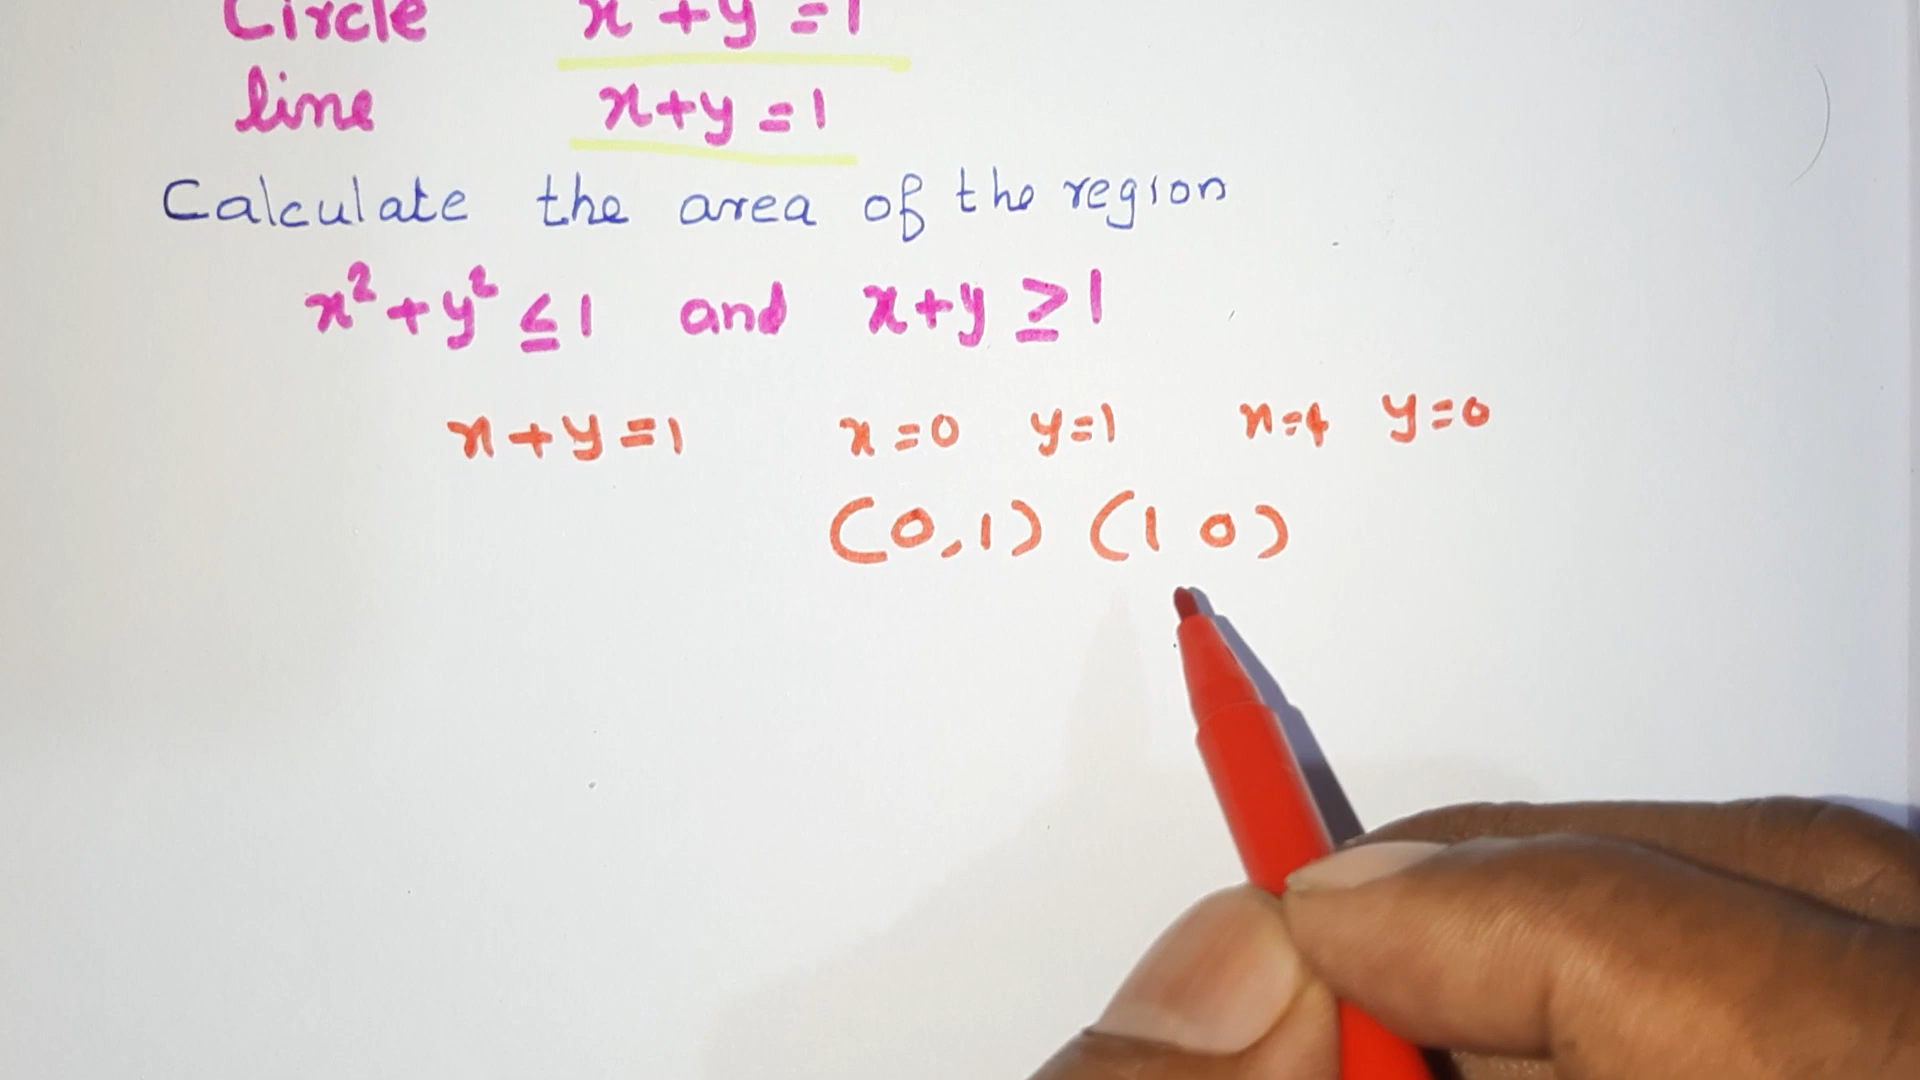 Circle x + y = 1
line x+y = 1
Calculate the area of the region
x² + y² ≤ 1 and x+y ≥ 1
x+y=1 x=0 y=1 y=0
(0,1) (1 0)